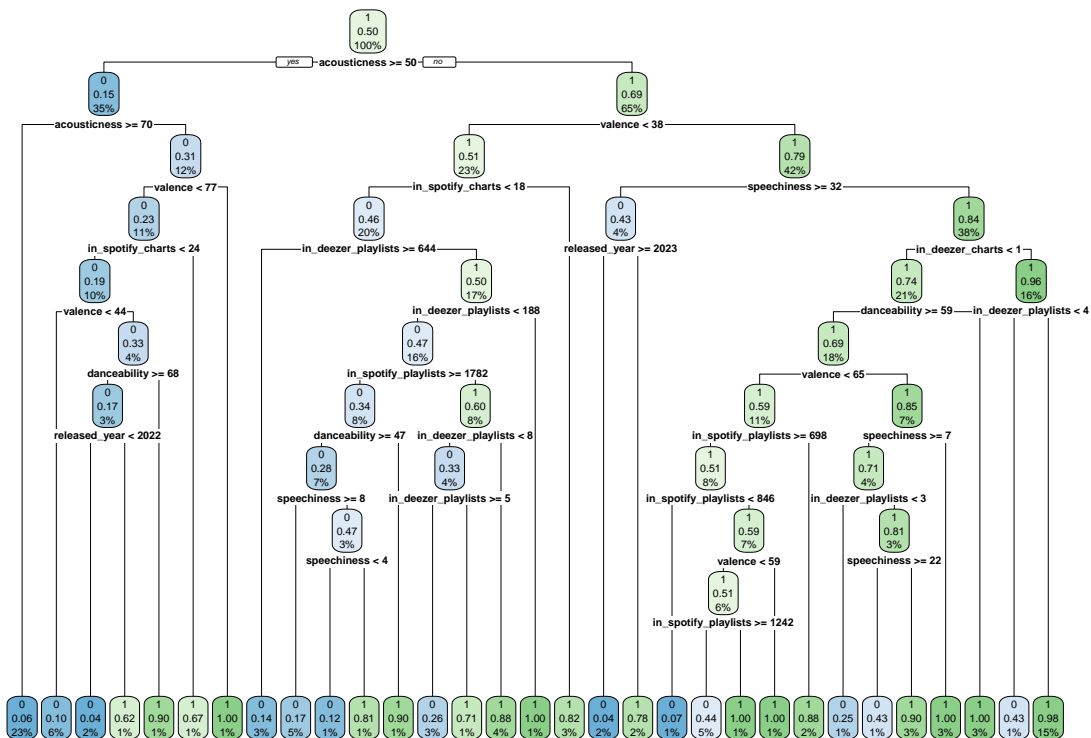 1
0.50
100%
yes acousticness >= 50 no
0
0.15
35%
1
0.69
65%
acousticness >= 70
valence < 38
0
0.31
12%
1
0.51
23%
1
0.79
42%
valence < 77
in_spotify_charts < 18
speechiness >= 32
0
0.23
11%
0
0.46
20%
0
0.43
4%
1
0.84
38%
in_spotify_charts < 24
in_deezer_playlists >= 644
released_year >= 2023
in_deezer_charts < 1
0
0.19
10%
1
0.50
17%
1
0.74
21%
1
0.96
16%
valence < 44
in_deezer_playlists < 188
danceability >= 59
in_deezer_playlists < 4
0
0.33
4%
0
0.47
16%
1
0.69
18%
danceability >= 68
in_spotify_playlists >= 1782
valence < 65
0
0.17
3%
0
0.34
8%
1
0.60
8%
1
0.59
11%
1
0.85
7%
released_year < 2022
danceability >= 47
in_deezer_playlists < 8
in_spotify_playlists >= 698
speechiness >= 7
0
0.28
7%
0
0.33
4%
1
0.51
8%
1
0.71
4%
speechiness >= 8
in_deezer_playlists >= 5
in_spotify_playlists < 846
in_deezer_playlists < 3
0
0.47
3%
1
0.59
7%
1
0.81
3%
speechiness < 4
valence < 59
speechiness >= 22
1
0.51
6%
in_spotify_playlists >= 1242
0 0 0 1 1 1 1 0 0 0 1 1 0 1 1 1 1 0 1 0 0 1 1 1 0 0 1 1 1 0 1
0.06 0.10 0.04 0.62 0.90 0.67 1.00 0.14 0.17 0.12 0.81 0.90 0.26 0.71 0.88 1.00 0.82 0.04 0.78 0.07 0.44 1.00 1.00 0.88 0.25 0.43 0.90 1.00 1.00 0.43 0.98
23% 6% 2% 1% 1% 1% 1% 3% 5% 1% 1% 1% 3% 1% 4% 1% 3% 2% 2% 1% 5% 1% 1% 2% 1% 1% 3% 3% 3% 1% 15%